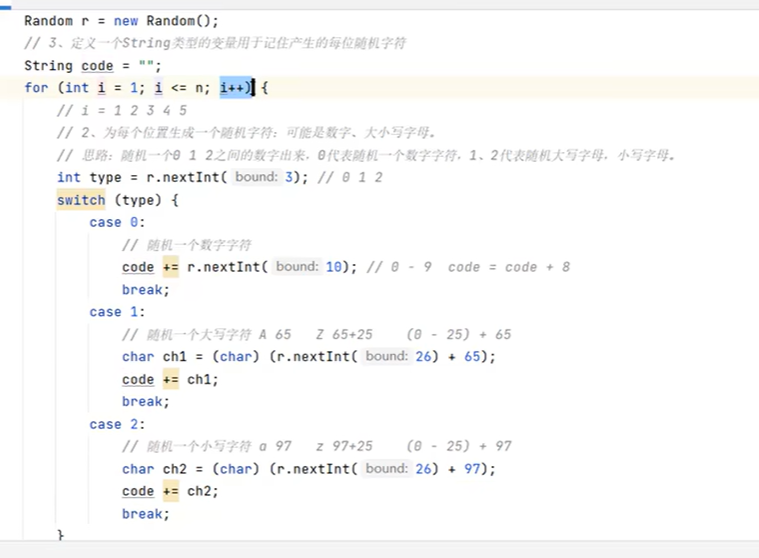 Random r = new Random();
// 3、定义一个String类型的变量用于记住产生的每位随机字符
String code = "";
for (int i = 1; i <= n; i++) {
// i = 1 2 3 4 5
// 2、为每个位置生成一个随机字符：可能是数字、大小写字母。
// 思路：随机一个0 1 2之间的数字出来，0代表随机一个数字字符，1、2代表随机大写字母，小写字母。
int type = r.nextInt( bound: 3); // 0 1 2
switch (type) {
case 0:
// 随机一个数字字符
code += r.nextInt( bound: 10); // 0 - 9  code = code + 8
break;
case 1:
// 随机一个大写字符 A 65   Z 65+25    (0 - 25) + 65
char ch1 = (char) (r.nextInt( bound: 26) + 65);
code += ch1;
break;
case 2:
// 随机一个小写字符 a 97   z 97+25    (0 - 25) + 97
char ch2 = (char) (r.nextInt( bound: 26) + 97);
code += ch2;
break;
}